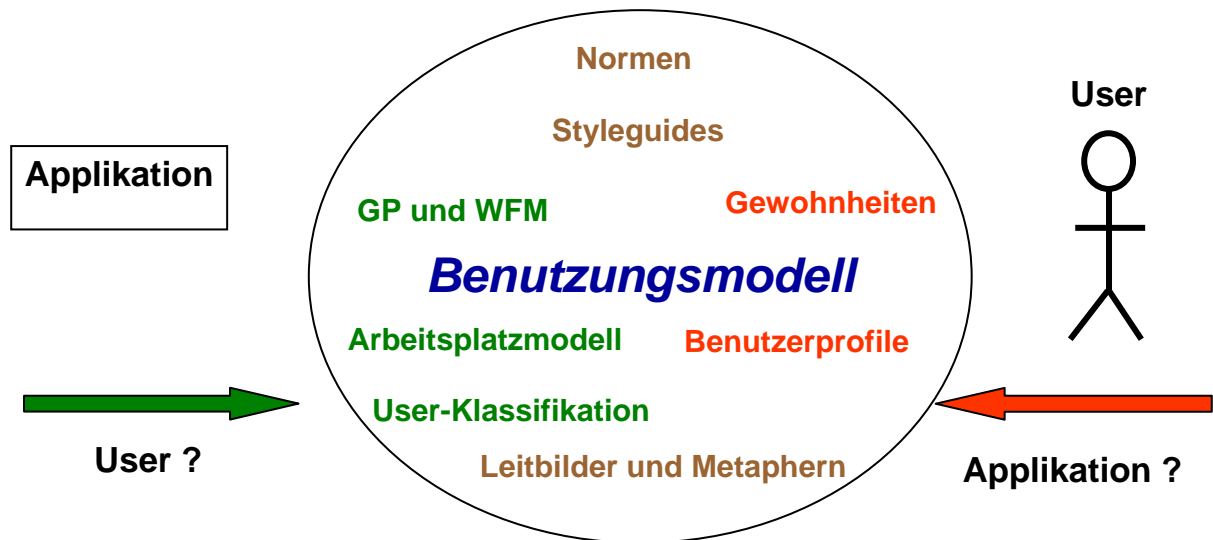 Normen
User
Styleguides
Applikation
Gewohnheiten
GP und WFM
Benutzungsmodell
Arbeitsplatzmodell
Benutzerprofile
User-Klassifikation
User ?
Leitbilder und Metaphern
Applikation ?